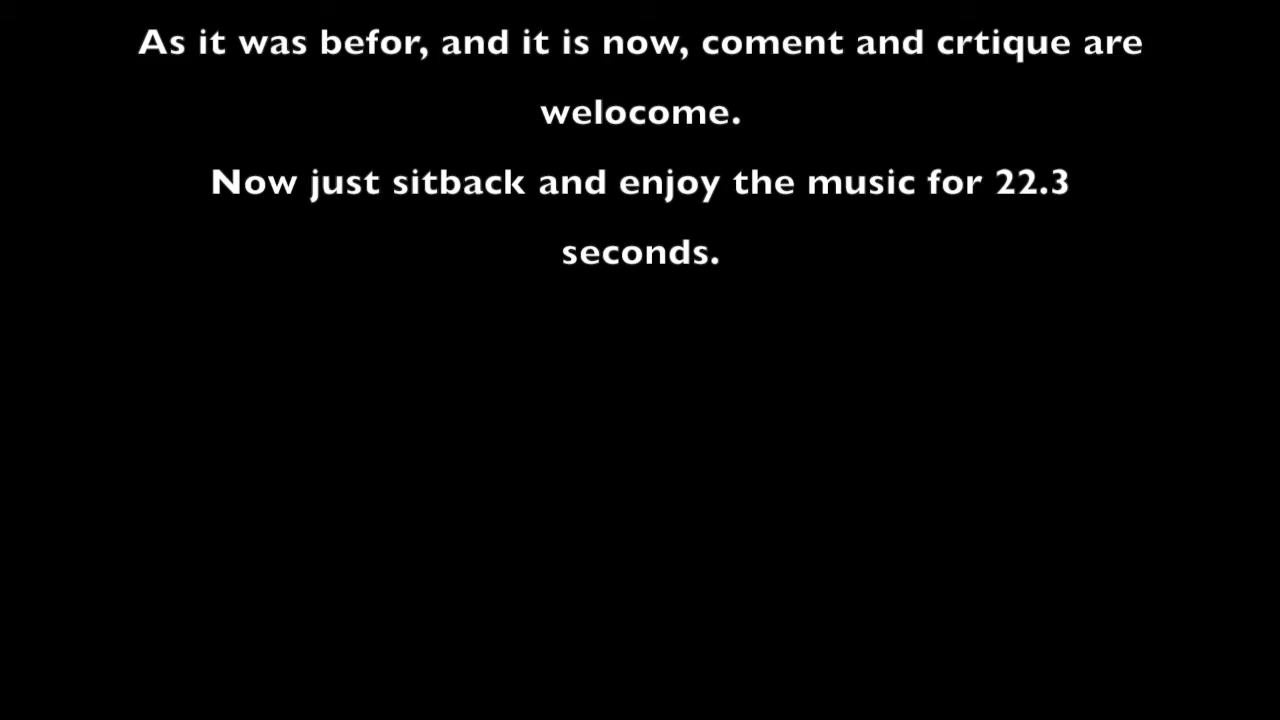 As it was befor, and it is now, coment and crtique are
welocome.
Now just sitback and enjoy the music for 22.3
seconds.